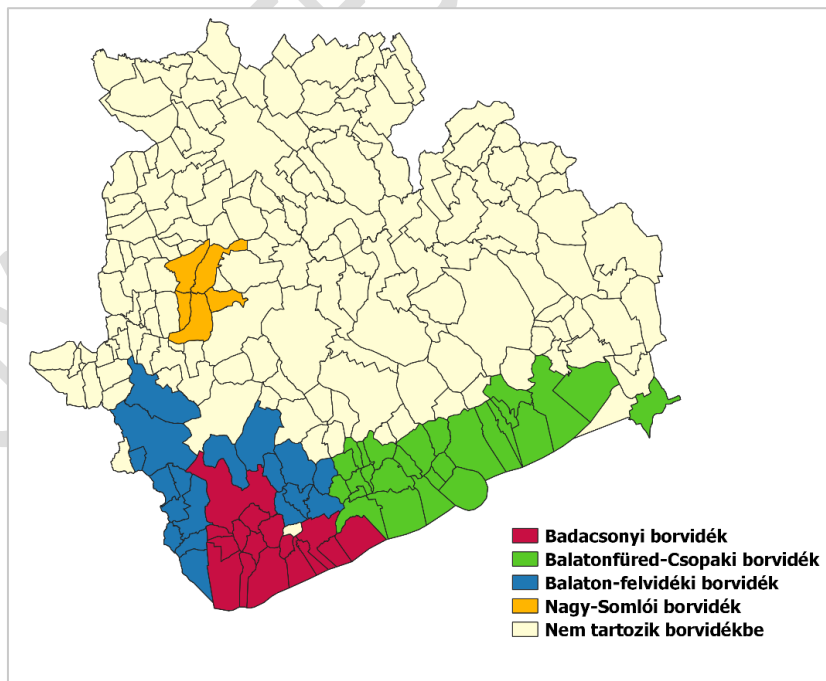 Badacsonyi borvidék
Balatonfüred-Csopaki borvidék
Balaton-felvidéki borvidék
Nagy-Somlói borvidék
Nem tartozik borvidékbe